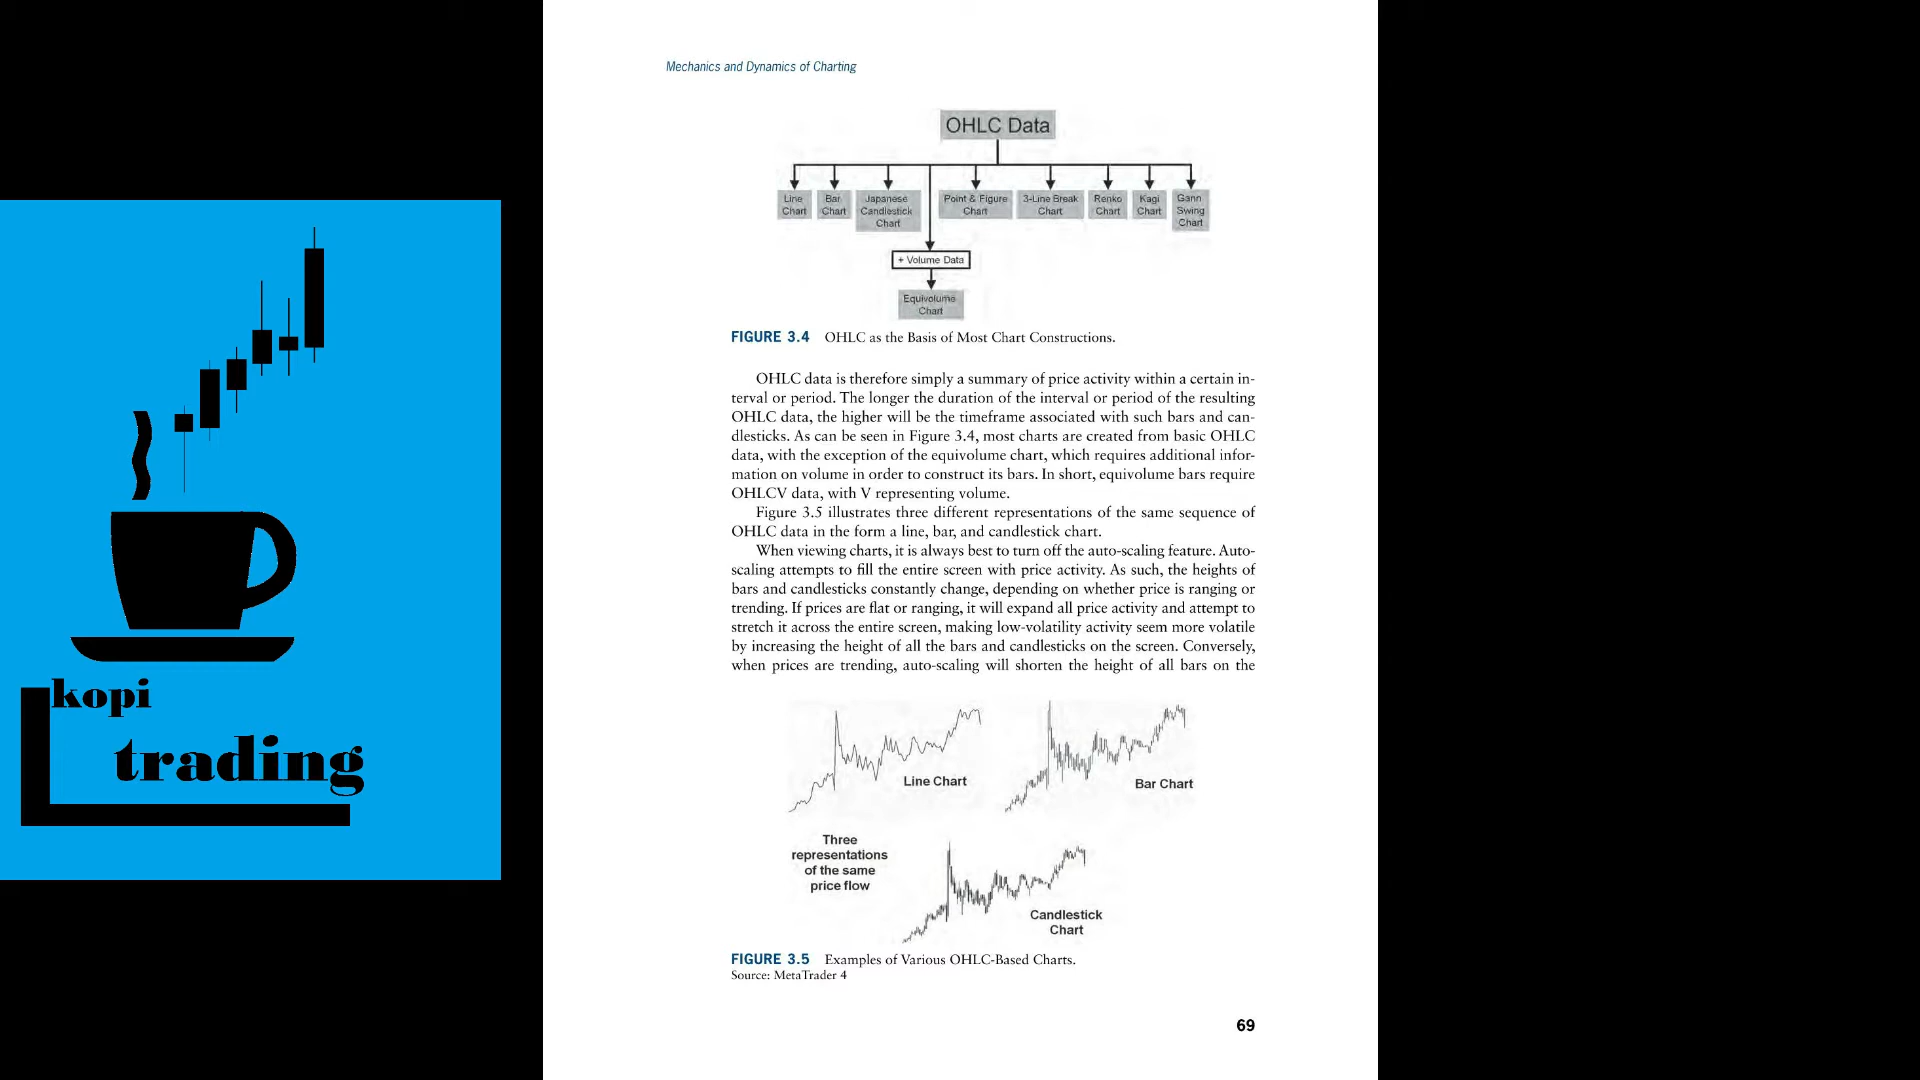 kopi
trading
Mechanics and Dynamics of Charting
OHLC Data
Line
Chart
Bar
Chart
Japanese
Candlestick
Chart
Point & Figure
Chart
3-Line Break
Chart
Renko
Chart
Kagi
Chart
Gann
Swing
Chart
+ Volume Data
Equivolume
Chart
FIGURE 3.4 OHLC as the Basis of Most Chart Constructions.
OHLC data is therefore simply a summary of price activity within a certain in-
terval or period. The longer the duration of the interval or period of the resulting
OHLC data, the higher will be the timeframe associated with such bars and can-
dlesticks. As can be seen in Figure 3.4, most charts are created from basic OHLC
data, with the exception of the equivolume chart, which requires additional infor-
mation on volume in order to construct its bars. In short, equivolume bars require
OHLCV data, with V representing volume.
Figure 3.5 illustrates three different representations of the same sequence of
OHLC data in the form a line, bar, and candlestick chart.
When viewing charts, it is always best to turn off the auto-scaling feature. Auto-
scaling attempts to fill the entire screen with price activity. As such, the heights of
bars and candlesticks constantly change, depending on whether price is ranging or
trending. If prices are flat or ranging, it will expand all price activity and attempt to
stretch it across the entire screen, making low-volatility activity seem more volatile
by increasing the height of all the bars and candlesticks on the screen. Conversely,
when prices are trending, auto-scaling will shorten the height of all bars on the
Line Chart
Bar Chart
Three
representations
of the same
price flow
Candlestick
Chart
FIGURE 3.5 Examples of Various OHLC-Based Charts.
Source: MetaTrader 4
69